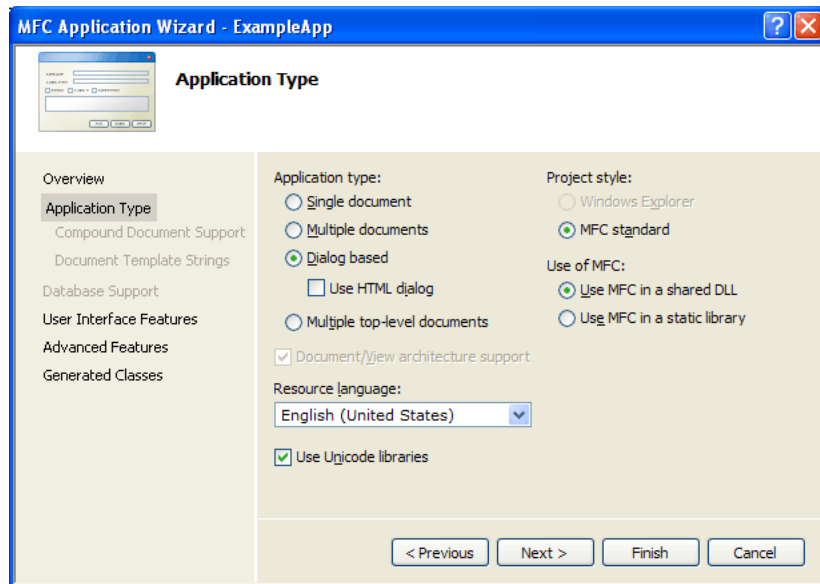 MFC Application Wizard - ExampleApp
Application Type
Overview
Application Type
Compound Document Support
Document Template Strings
Database Support
User Interface Features
Advanced Features
Generated Classes
Application type:
Single document
Multiple documents
Dialog based
Use HTML dialog
Multiple top-level documents
Document/View architecture support
Resource language:
English (United States)
Use Unicode libraries
Project style:
Windows Explorer
MFC standard
Use of MFC:
Use MFC in a shared DLL
Use MFC in a static library
< Previous
Next >
Finish
Cancel